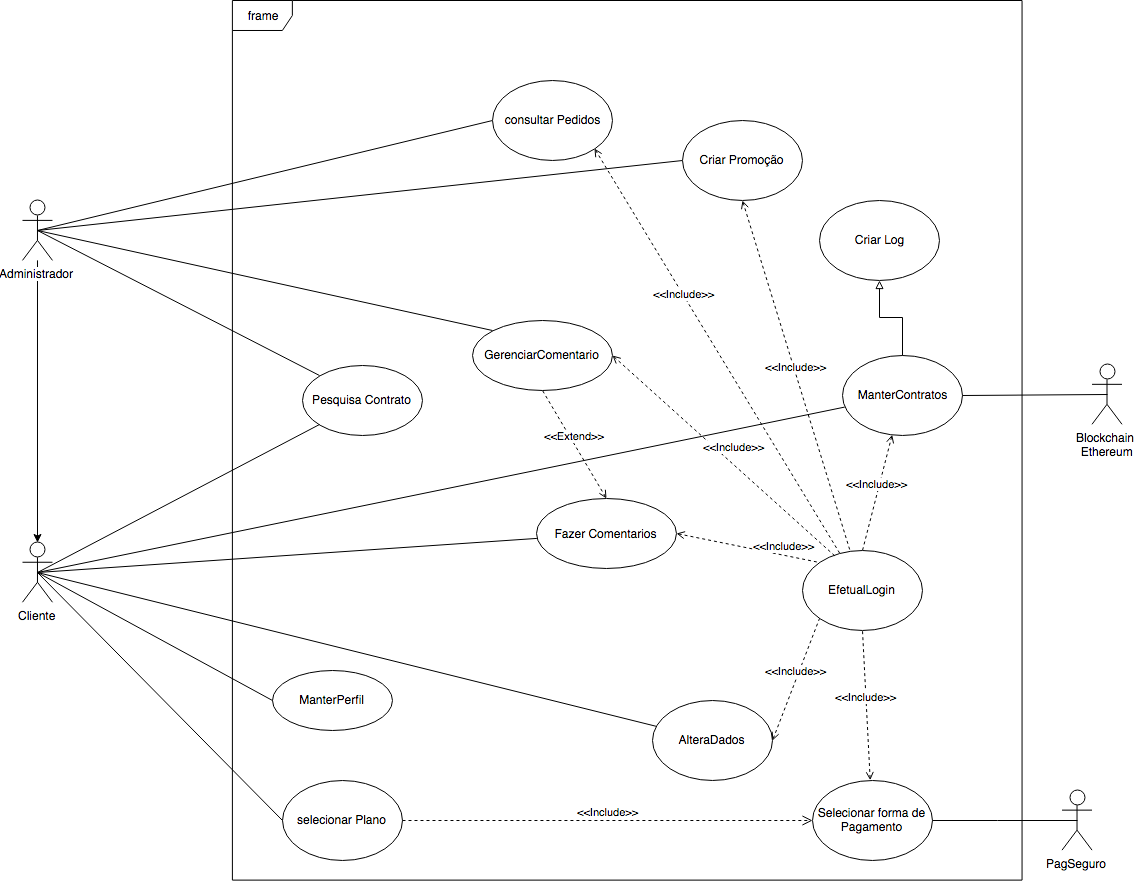 frame
consultar Pedidos
Criar Promoção
Criar Log
Administrador
<<Include>>
GerenciarComentario
<<Include>>
Pesquisa Contrato
ManterContratos
<<Extend>>
<<Include>>
Blockchain
Ethereum
<<Include>>
Fazer Comentarios
<<Include>>
EfetualLogin
Cliente
<<Include>>
ManterPerfil
<<Include>>
AlteraDados
selecionar Plano
<<Include>>
Selecionar forma de
Pagamento
PagSeguro